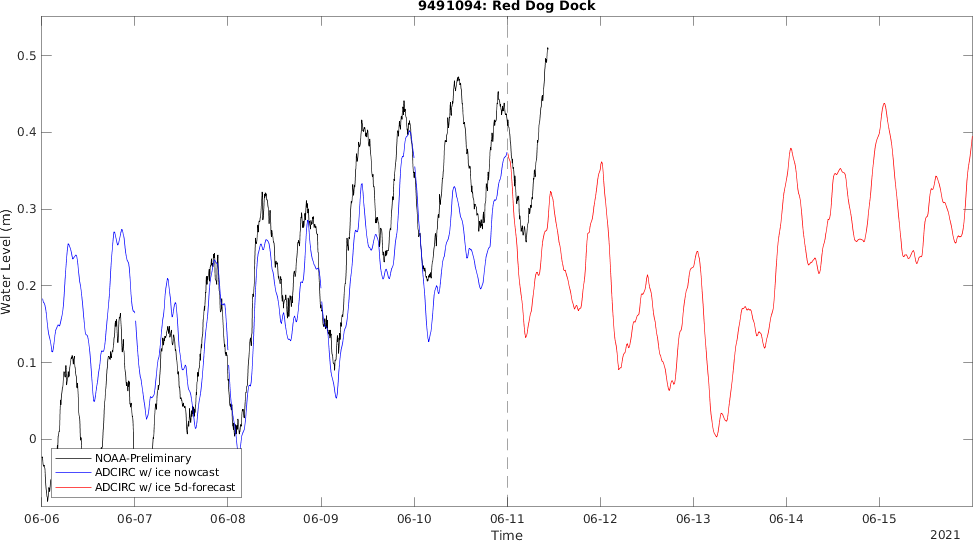 9491094: Red Dog Dock
Water Level (m)
0.5
0.4
0.3
0.2
0.1
0
NOAA-Preliminary
ADCIRC w/ ice nowcast
ADCIRC w/ ice 5d-forecast
06-06 06-07 06-08 06-09 06-10 06-11 06-12 06-13 06-14 06-15
Time
2021